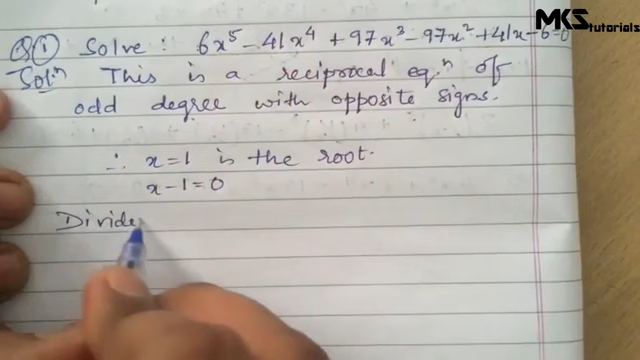 MKS tutorials
Q① Solve : 6x⁵ - 41x⁴ + 97x³ - 97x² + 41x - 6 = 0
Solⁿ This is a reciprocal eqⁿ of
odd degree with opposite signs.
∴ x = 1 is the root.
x - 1 = 0
Divide